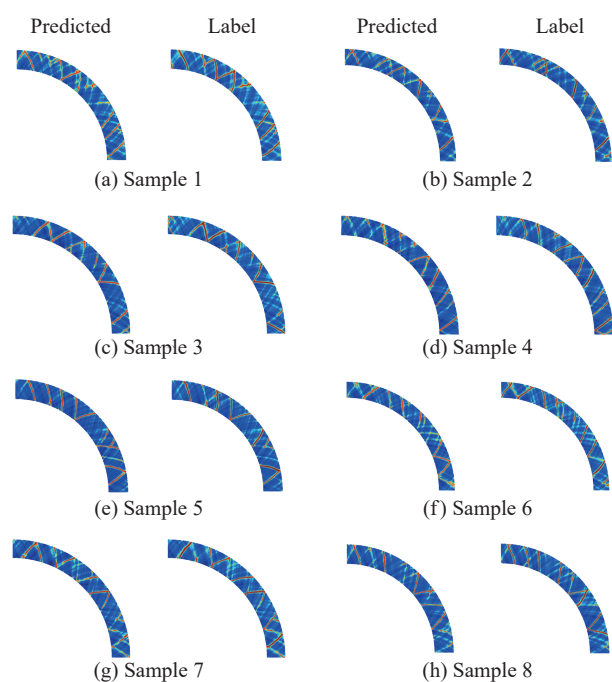 Predicted Label Predicted Label
(a) Sample 1 (b) Sample 2
(c) Sample 3 (d) Sample 4
(e) Sample 5 (f) Sample 6
(g) Sample 7 (h) Sample 8